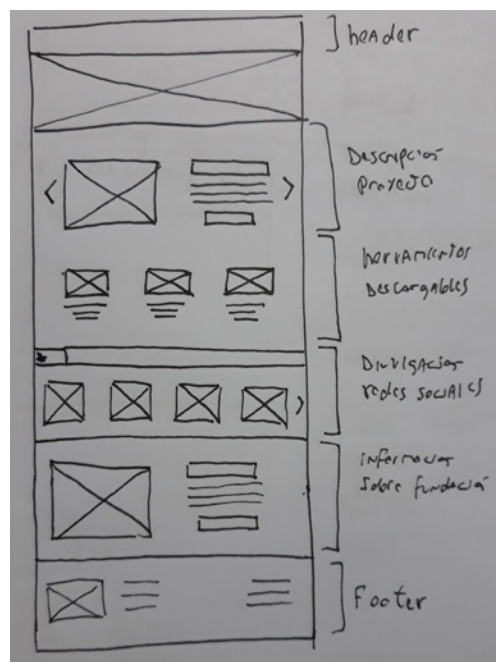 header
Descripcion
proyecto
herramientas
Descargables
Divulgacion
redes sociales
informacion
sobre fundacion
Footer